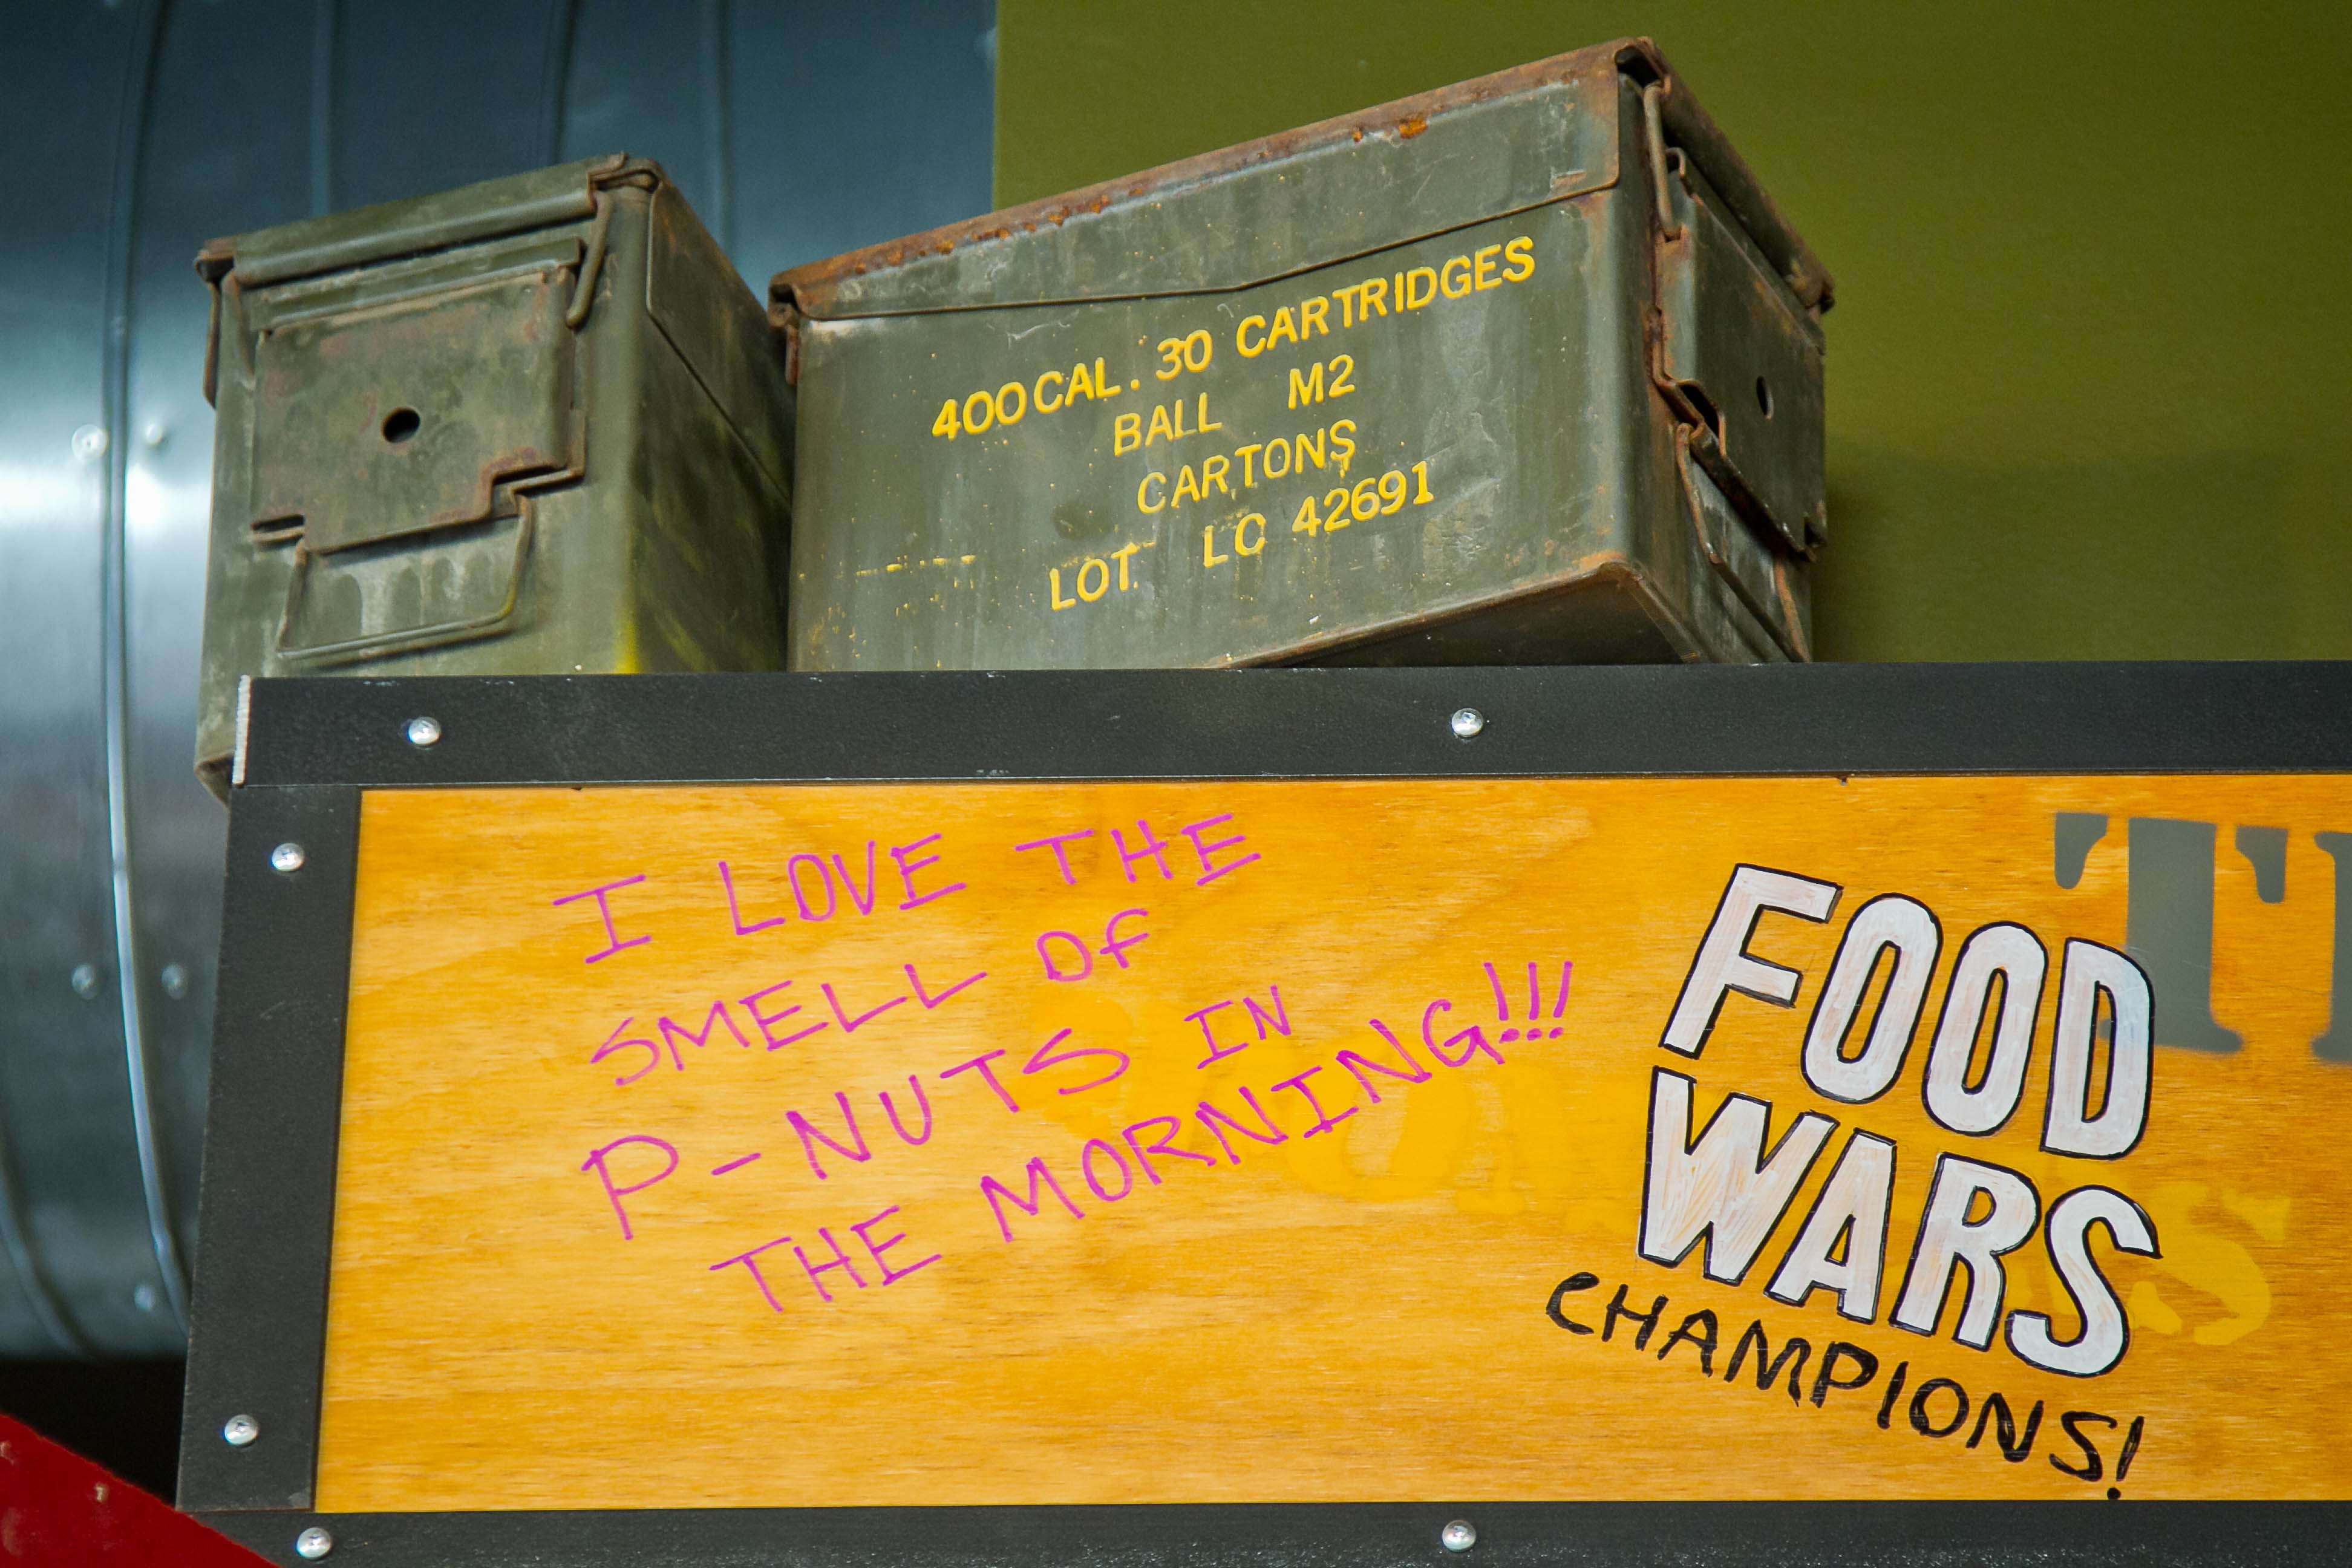 400 CAL . 30 CARTRIDGES
BALL M2
CARTONS
LOT LC 42691
I LOVE THE
SMELL OF
P-NUTS IN
THE MORNING!!!
FOOD
WARS
CHAMPIONS!